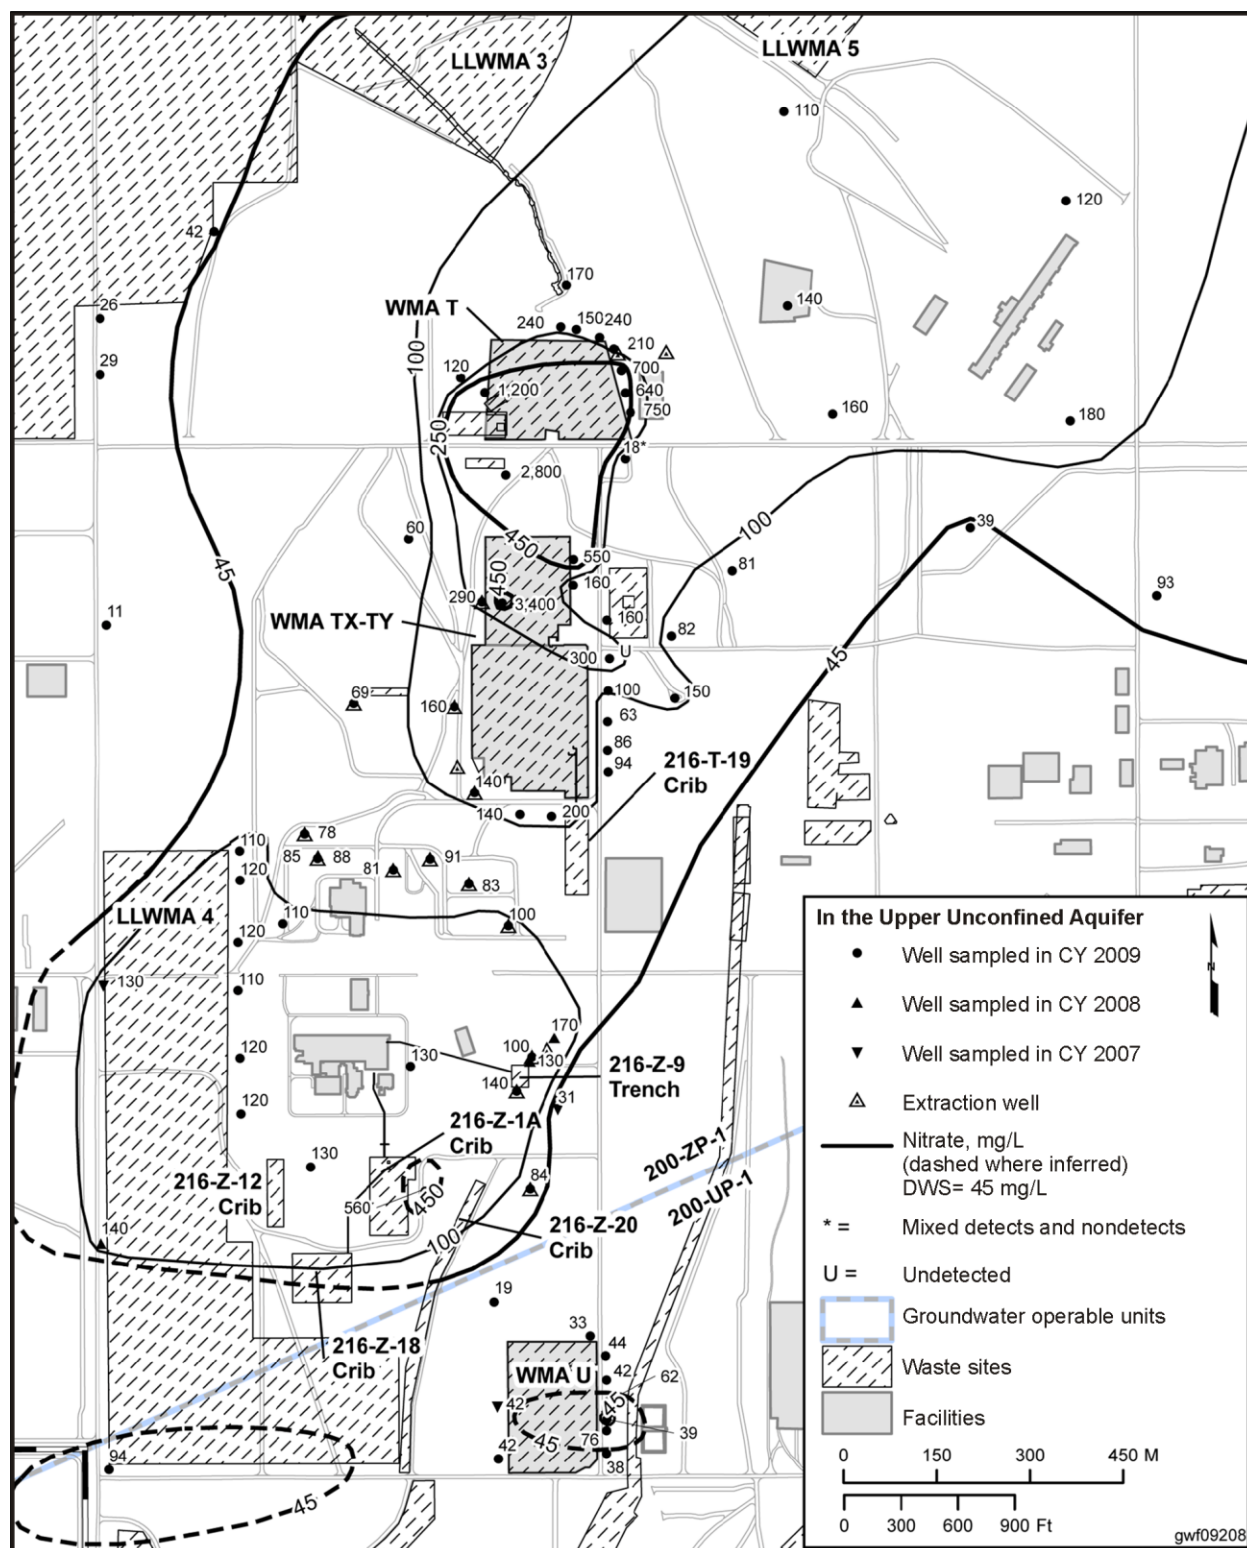 LLWMA 3
LLWMA 5
110
120
42
170
26
140
WMA T
240
150
240
210
29
100
120
700
1,200
640
750
160
180
250
18*
2,800
60
450
100
39
45
550
81
450
160
93
290
3,400
11
WMA TX-TY
160
82
300
U
45
69
100
150
160
63
86
94
216-T-19
Crib
140
140
200
110
78
85
88
91
81
83
120
LLWMA 4
110
100
120
130
110
170
100
130
120
130
216-Z-9
Trench
140
31
120
216-Z-1A
Crib
200-ZP-1
130
216-Z-12
Crib
84
560
450
200-UP-1
140
100
216-Z-20
Crib
19
33
216-Z-18
Crib
44
WMA U
42
62
42
45
45
76
39
42
38
94
45
In the Upper Unconfined Aquifer
N
Well sampled in CY 2009
Well sampled in CY 2008
Well sampled in CY 2007
Extraction well
Nitrate, mg/L
(dashed where inferred)
DWS= 45 mg/L
* = Mixed detects and nondetects
U = Undetected
Groundwater operable units
Waste sites
Facilities
0 150 300 450 M
0 300 600 900 Ft
gwf09208